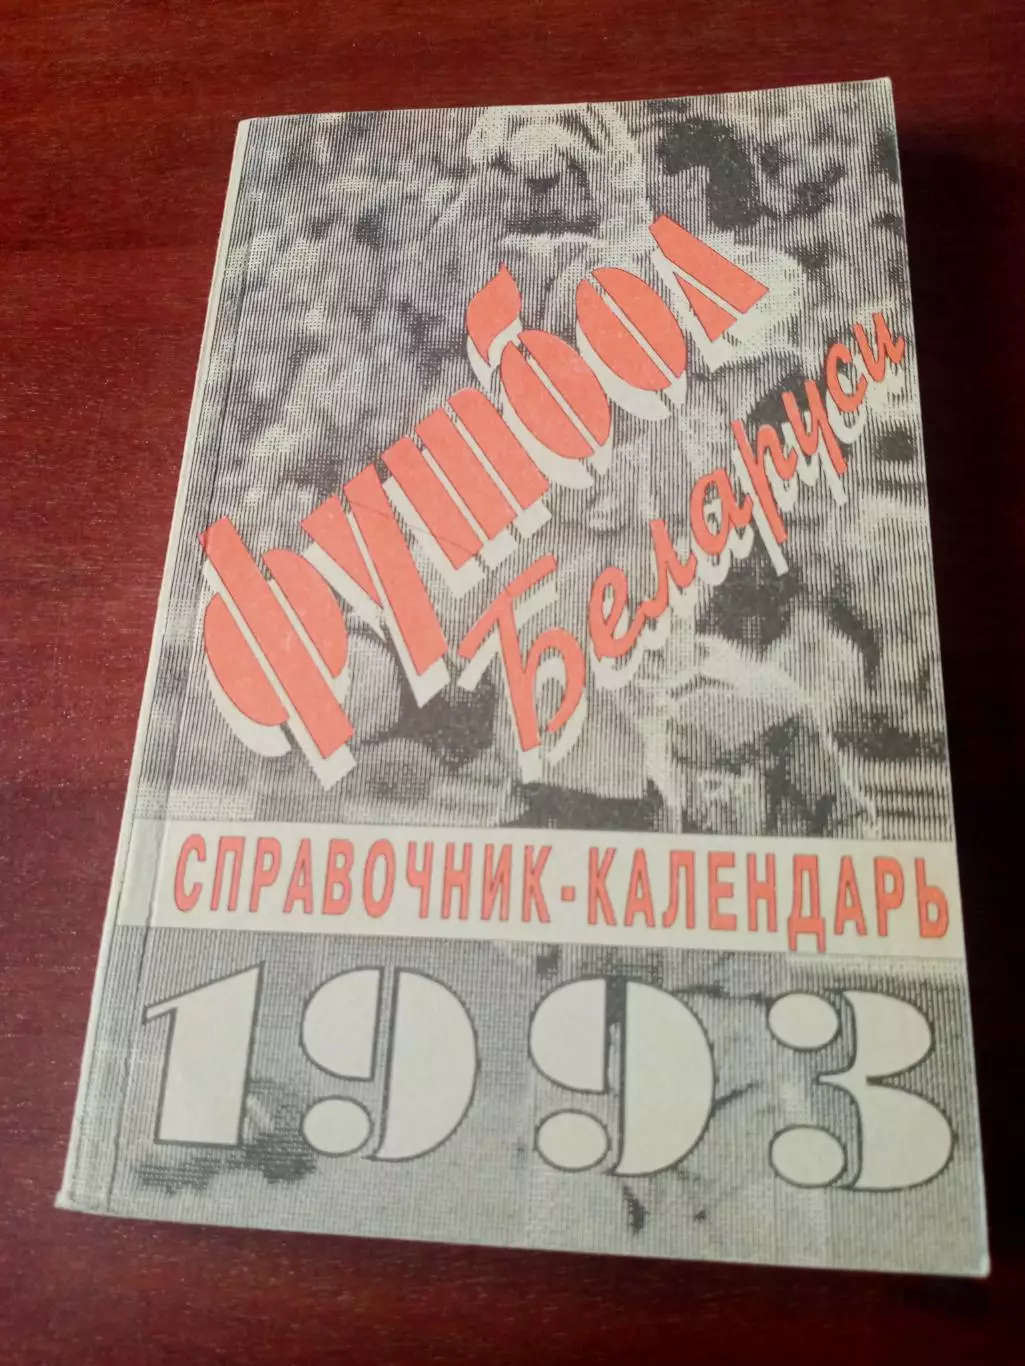 футбол
Беларуси
СПРАВОЧНИК-КАЛЕНДАРЬ
1993